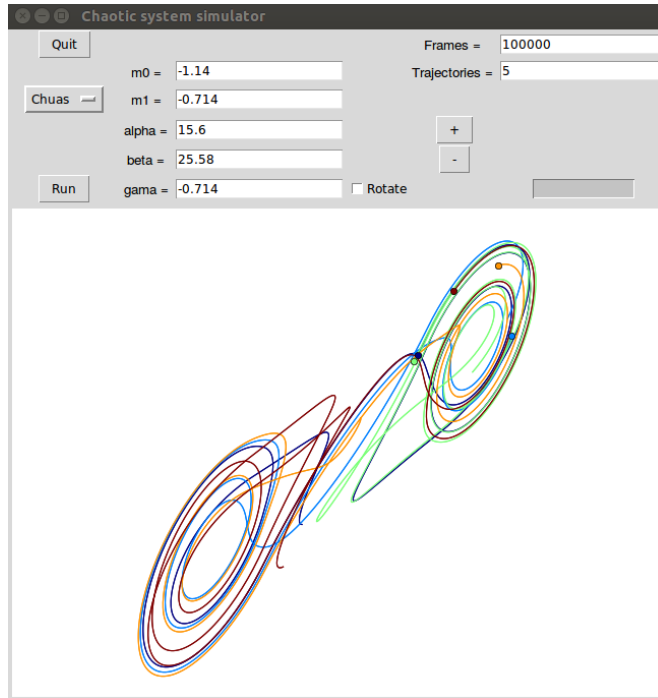 Chaotic system simulator
Quit
Frames = 100000
m0 = -1.14
Trajectories = 5
Chuas
m1 = -0.714
alpha = 15.6
+
beta = 25.58
-
Run
gama = -0.714
Rotate